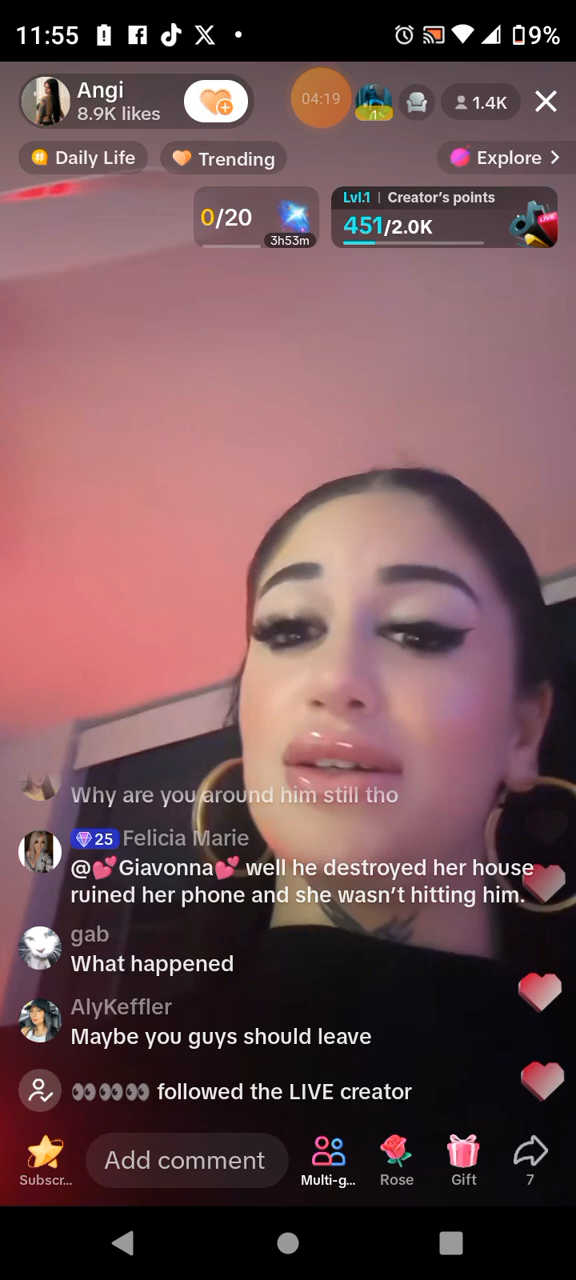 11:55
9%
Angi
8.9K likes
04:19
1
1.4K
Daily Life
Trending
Explore
0/20
3h53m
Lvl.1 | Creator's points
451/2.0K
LIVE
Why are you around him still tho
25 Felicia Marie
@💕Giavonna💕 well he destroyed her house
ruined her phone and she wasn't hitting him.
gab
What happened
AlyKeffler
Maybe you guys should leave
👀👀👀 followed the LIVE creator
Add comment
Subscr...
Multi-g...
Rose
Gift
7